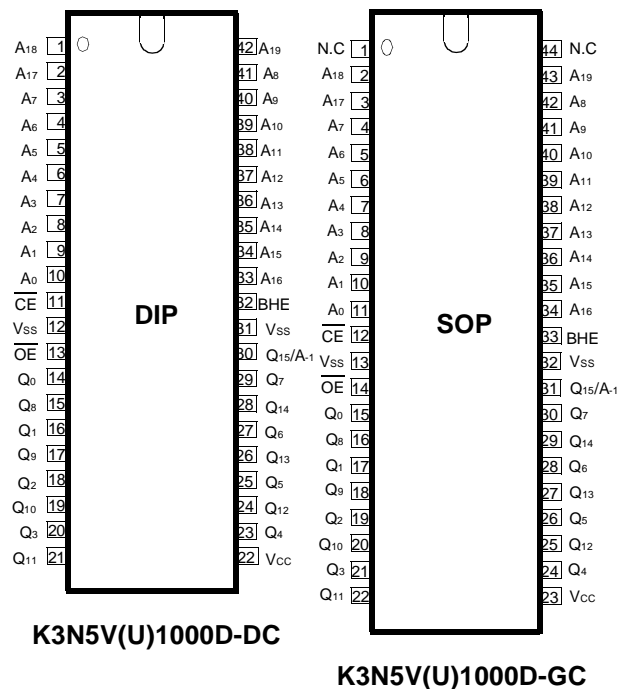 A18 1 42 A19
A17 2 41 A8
A7 3 40 A9
A6 4 39 A10
A5 5 38 A11
A4 6 37 A12
A3 7 36 A13
A2 8 35 A14
A1 9 34 A15
A0 10 33 A16
CE 11 32 BHE
VSS 12 31 VSS
OE 13 30 Q15/A-1
Q0 14 29 Q7
Q8 15 28 Q14
Q1 16 27 Q6
Q9 17 26 Q13
Q2 18 25 Q5
Q10 19 24 Q12
Q3 20 23 Q4
Q11 21 22 VCC
DIP
K3N5V(U)1000D-DC
N.C 1 44 N.C
A18 2 43 A19
A17 3 42 A8
A7 4 41 A9
A6 5 40 A10
A5 6 39 A11
A4 7 38 A12
A3 8 37 A13
A2 9 36 A14
A1 10 35 A15
A0 11 34 A16
CE 12 33 BHE
VSS 13 32 VSS
OE 14 31 Q15/A-1
Q0 15 30 Q7
Q8 16 29 Q14
Q1 17 28 Q6
Q9 18 27 Q13
Q2 19 26 Q5
Q10 20 25 Q12
Q3 21 24 Q4
Q11 22 23 VCC
SOP
K3N5V(U)1000D-GC